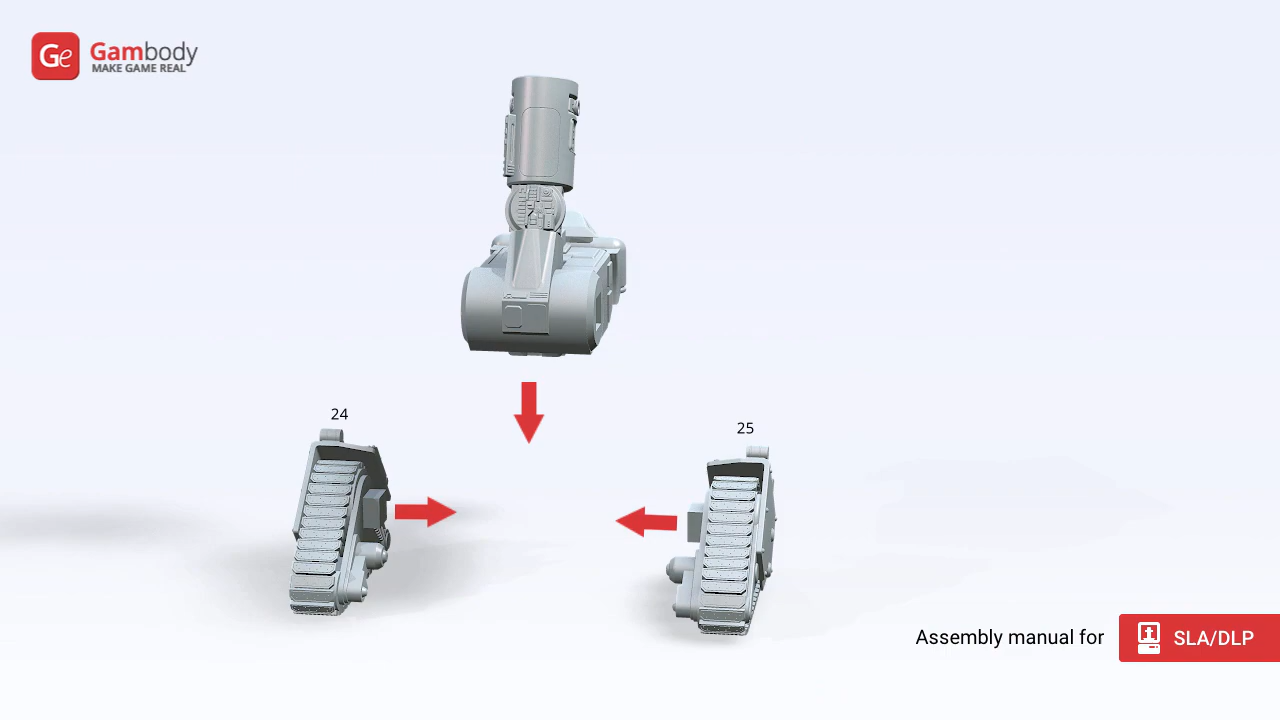 Ge
Gambody
MAKE GAME REAL
24
25
Assembly manual for
SLA/DLP